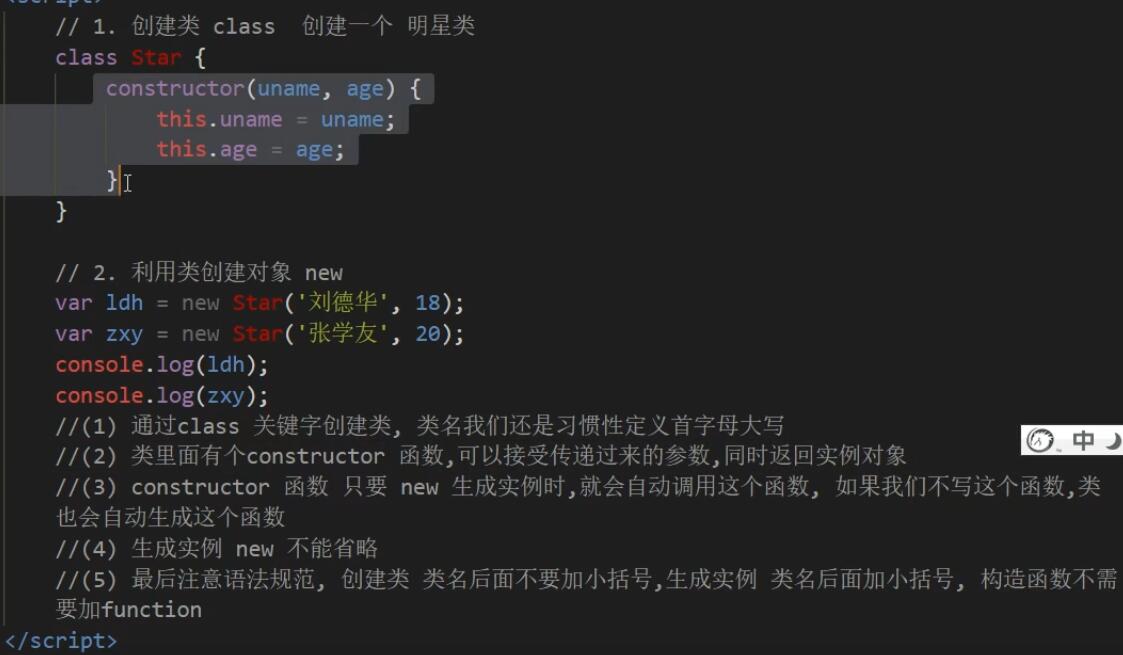 <script>
// 1. 创建类 class  创建一个 明星类
class Star {
constructor(uname, age) {
this.uname = uname;
this.age = age;
}
}
// 2. 利用类创建对象 new
var ldh = new Star('刘德华', 18);
var zxy = new Star('张学友', 20);
console.log(ldh);
console.log(zxy);
//(1) 通过class 关键字创建类, 类名我们还是习惯性定义首字母大写
//(2) 类里面有个constructor 函数,可以接受传递过来的参数,同时返回实例对象
//(3) constructor 函数 只要 new 生成实例时,就会自动调用这个函数, 如果我们不写这个函数,类
也会自动生成这个函数
中
//(4) 生成实例 new 不能省略
//(5) 最后注意语法规范, 创建类 类名后面不要加小括号,生成实例 类名后面加小括号, 构造函数不需
要加function
</script>